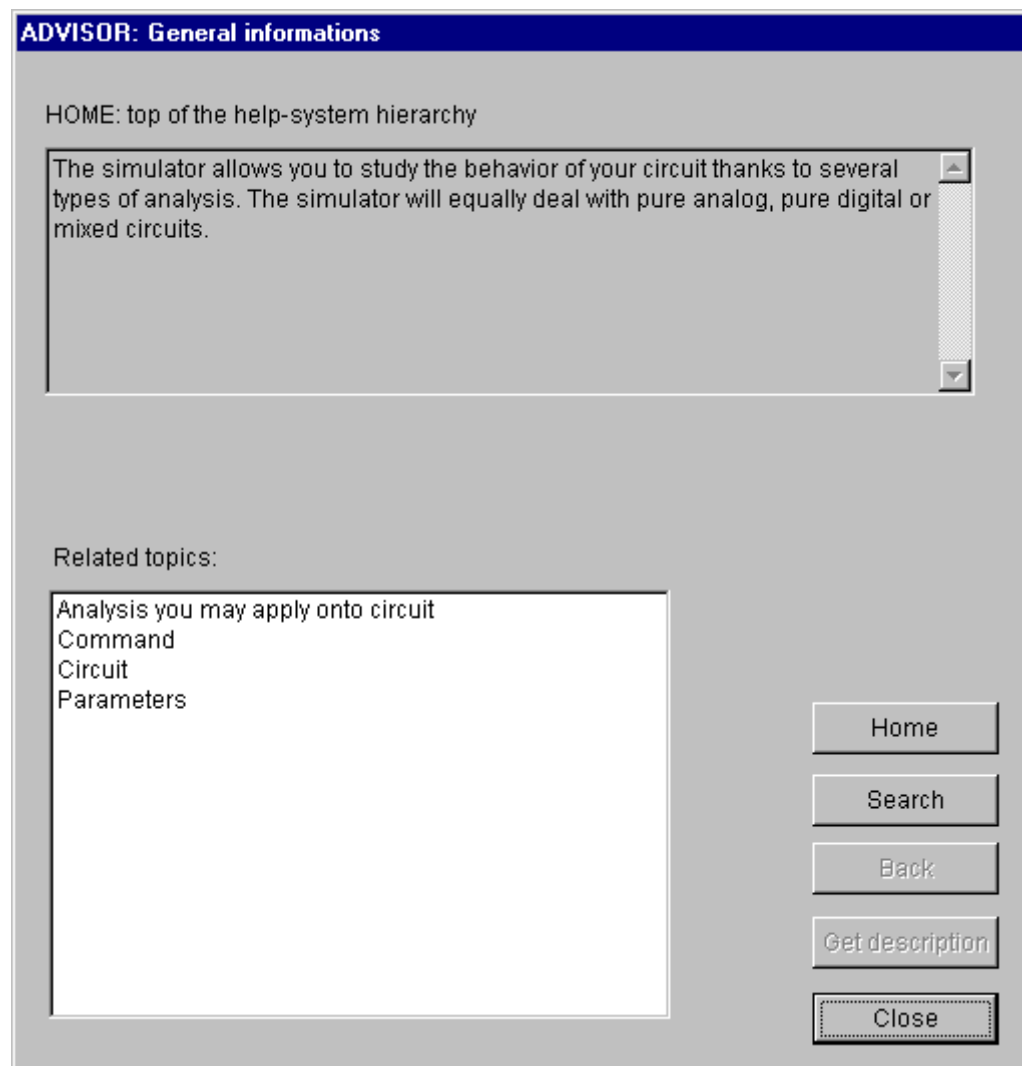 ADVISOR: General informations
HOME: top of the help-system hierarchy
The simulator allows you to study the behavior of your circuit thanks to several
types of analysis. The simulator will equally deal with pure analog, pure digital or
mixed circuits.
Related topics:
Analysis you may apply onto circuit
Command
Circuit
Parameters
Home
Search
Back
Get description
Close